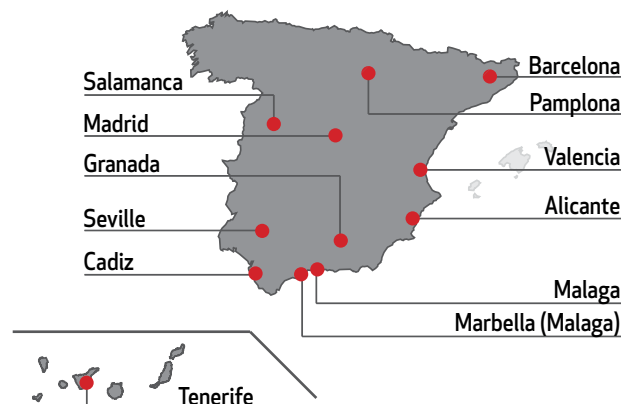 Salamanca
Madrid
Granada
Seville
Cadiz
Barcelona
Pamplona
Valencia
Alicante
Malaga
Marbella (Malaga)
Tenerife